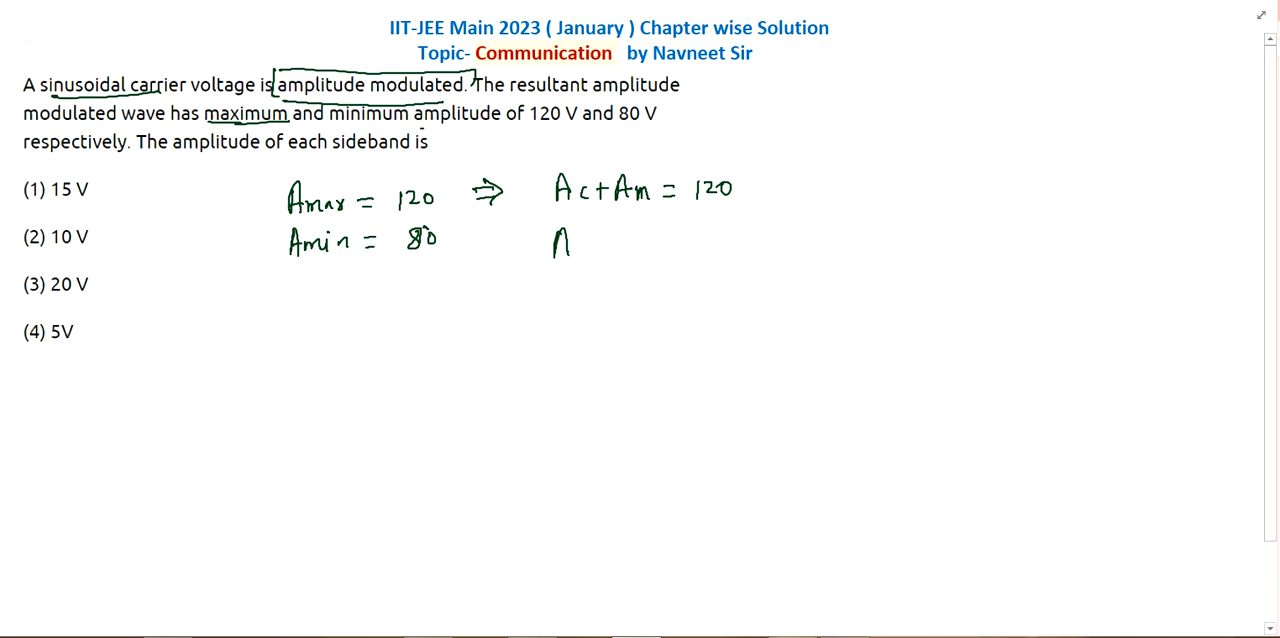 IIT-JEE Main 2023 ( January ) Chapter wise Solution
Topic- Communication by Navneet Sir
A sinusoidal carrier voltage is amplitude modulated. The resultant amplitude
modulated wave has maximum and minimum amplitude of 120 V and 80 V
respectively. The amplitude of each sideband is
(1) 15 V
(2) 10 V
(3) 20 V
(4) 5V
Amax = 120 ⇒ Ac+Am = 120
Amin = 80 A